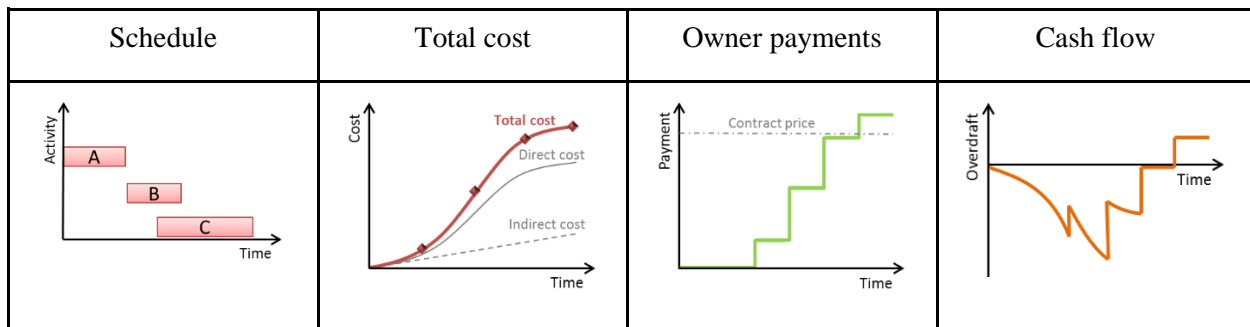 Schedule
Total cost
Owner payments
Cash flow
Activity
A
B
C
Time
Cost
Total cost
Direct cost
Indirect cost
Time
Payment
Contract price
Time
Overdraft
Time